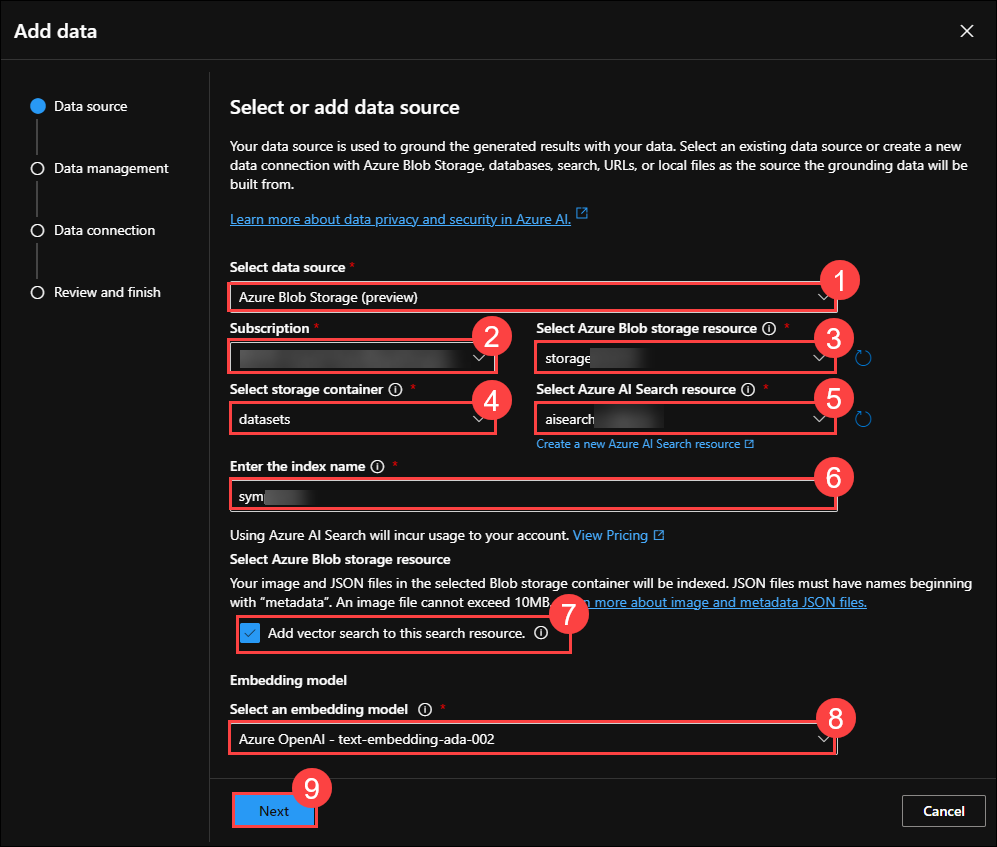 Add data
Data source
Data management
Data connection
Review and finish
Select or add data source
Your data source is used to ground the generated results with your data. Select an existing data source or create a new
data connection with Azure Blob Storage, databases, search, URLs, or local files as the source the grounding data will be
built from.
Learn more about data privacy and security in Azure AI.
Select data source *
1
Azure Blob Storage (preview)
Subscription *
2
Select Azure Blob storage resource *
3
storage
Select storage container *
4
datasets
Select Azure AI Search resource *
5
aisearch
Create a new Azure AI Search resource
Enter the index name *
6
sym
Using Azure AI Search will incur usage to your account. View Pricing
Select Azure Blob storage resource
Your image and JSON files in the selected Blob storage container will be indexed. JSON files must have names beginning
with “metadata”. An image file cannot exceed 10MB. more about image and metadata JSON files.
7
Add vector search to this search resource.
Embedding model
Select an embedding model *
8
Azure OpenAI - text-embedding-ada-002
9
Next
Cancel